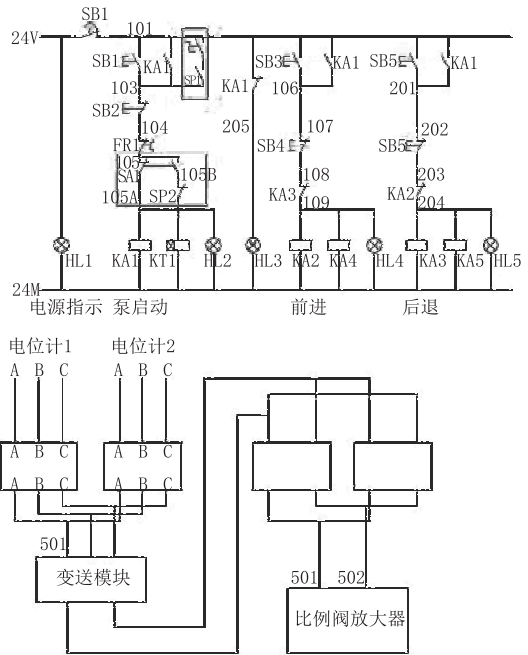 SB1
24V 101
SB1 KA1 SP1 SB3 KA1 SB5 KA1
KA1
103 106 201
SB2
104 205 107 202
FR1 SB4 SB5
105
SA1 105B 108 203
105A SP2 KA3 KA2
109 204
HL1 KA1 KT1 HL2 HL3 KA2 KA4 HL4 KA3 KA5 HL5
24M
电源指示 泵启动 前进 后退
电位计1 电位计2
A B C A B C
A B C A B C
A B C A B C
501
变送模块 501 502
比例阀放大器